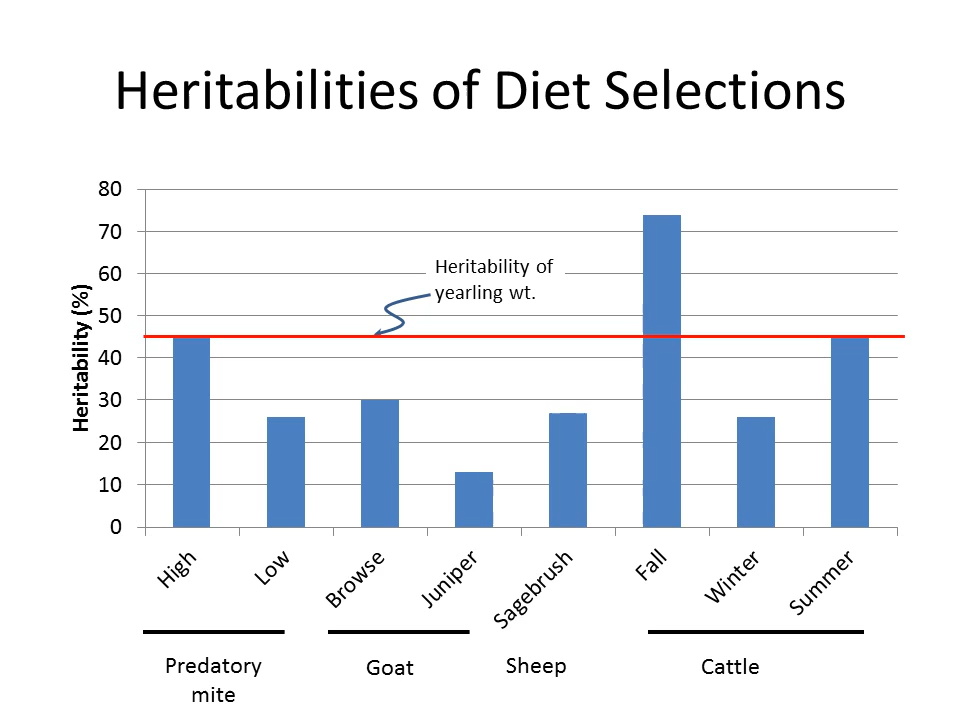 Heritabilities of Diet Selections
80
70
60
50
40
30
20
10
0
Heritability (%)
Heritability of
yearling wt.
High
Low
Browse
Juniper
Sagebrush
Fall
Winter
Summer
Predatory
mite
Goat
Sheep
Cattle